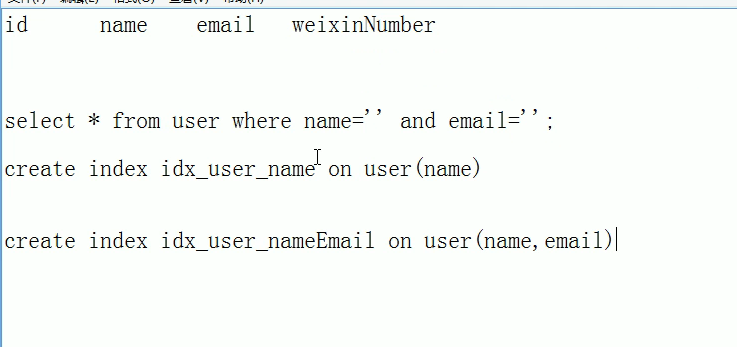 id name email weixinNumber
select * from user where name='' and email='';
create index idx_user_name on user(name)
create index idx_user_nameEmail on user(name,email)